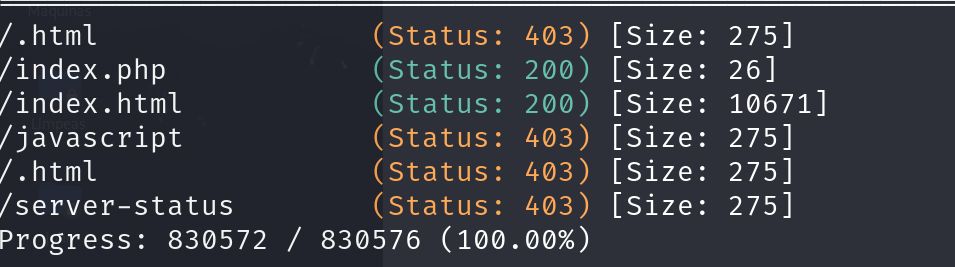 Máquinas
/.html (Status: 403) [Size: 275]
/index.php (Status: 200) [Size: 26]
/index.html (Status: 200) [Size: 10671]
/javascript (Status: 403) [Size: 275]
/.html (Status: 403) [Size: 275]
/server-status (Status: 403) [Size: 275]
Progress: 830572 / 830576 (100.00%)